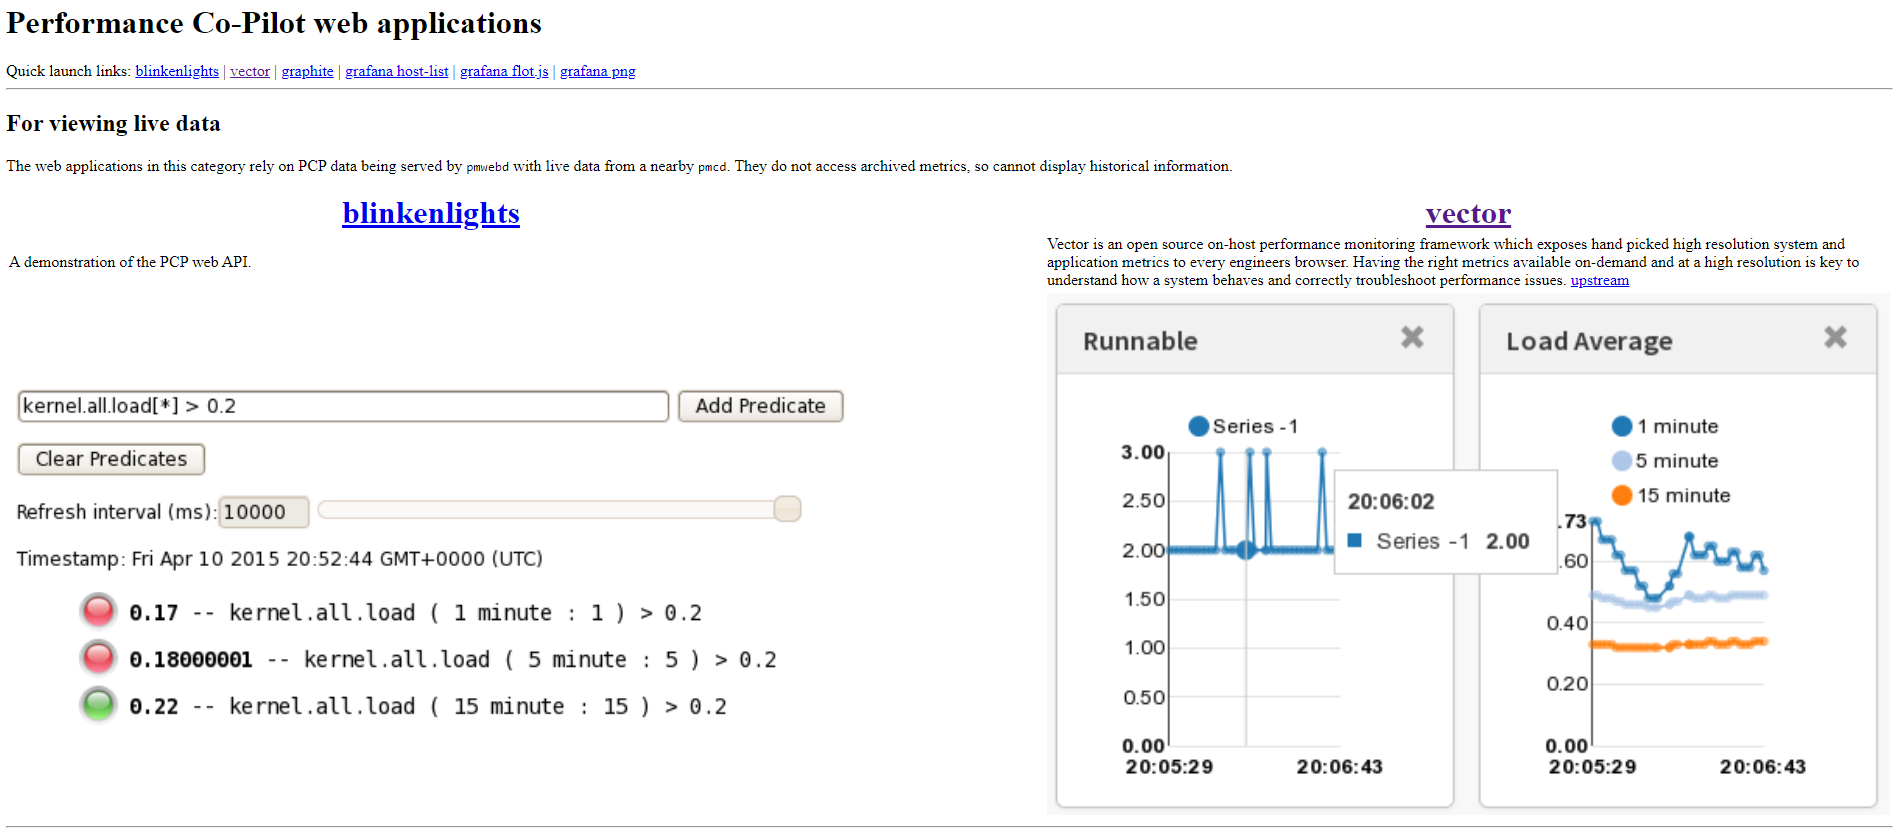 Performance Co-Pilot web applications
Quick launch links: blinkenlights | vector | graphite | grafana host-list | grafana flot.js | grafana png
For viewing live data
The web applications in this category rely on PCP data being served by pmwebd with live data from a nearby pmcd. They do not access archived metrics, so cannot display historical information.
blinkenlights
A demonstration of the PCP web API.
kernel.all.load[*] > 0.2
Add Predicate
Clear Predicates
Refresh interval (ms): 10000
Timestamp: Fri Apr 10 2015 20:52:44 GMT+0000 (UTC)
0.17 -- kernel.all.load ( 1 minute : 1 ) > 0.2
0.18000001 -- kernel.all.load ( 5 minute : 5 ) > 0.2
0.22 -- kernel.all.load ( 15 minute : 15 ) > 0.2
vector
Vector is an open source on-host performance monitoring framework which exposes hand picked high resolution system and
application metrics to every engineers browser. Having the right metrics available on-demand and at a high resolution is key to
understand how a system behaves and correctly troubleshoot performance issues. upstream
Runnable
Series -1
3.00
2.50
2.00
1.50
1.00
0.50
0.00
20:05:29 20:06:43
20:06:02
Series -1 2.00
Load Average
1 minute
5 minute
15 minute
.73
.60
0.40
0.20
0.00
20:05:29 20:06:43